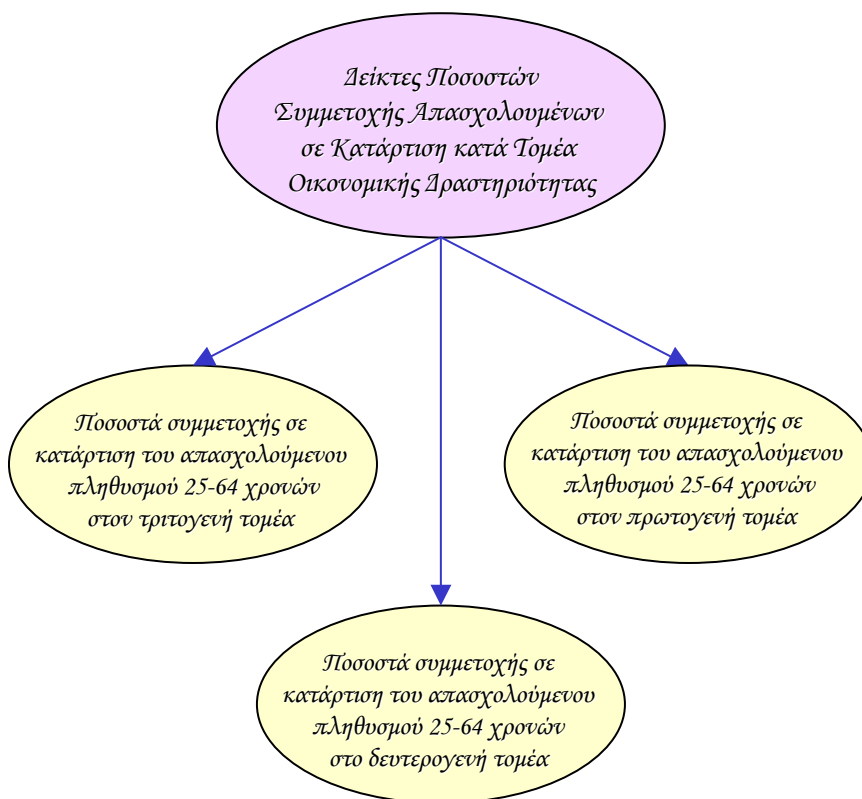 Δείκτες Ποσοστών
Συμμετοχής Απασχολουμένων
σε Κατάρτιση κατά Τομέα
Οικονομικής Δραστηριότητας
Ποσοστά συμμετοχής σε
κατάρτιση του απασχολούμενου
πληθυσμού 25-64 χρονών
στον τριτογενή τομέα
Ποσοστά συμμετοχής σε
κατάρτιση του απασχολούμενου
πληθυσμού 25-64 χρονών
στον πρωτογενή τομέα
Ποσοστά συμμετοχής σε
κατάρτιση του απασχολούμενου
πληθυσμού 25-64 χρονών
στο δευτερογενή τομέα